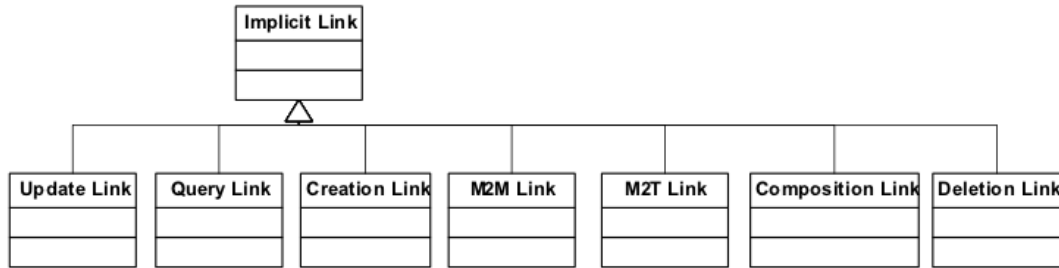 Implicit Link
Update Link
Query Link
Creation Link
M2M Link
M2T Link
Composition Link
Deletion Link